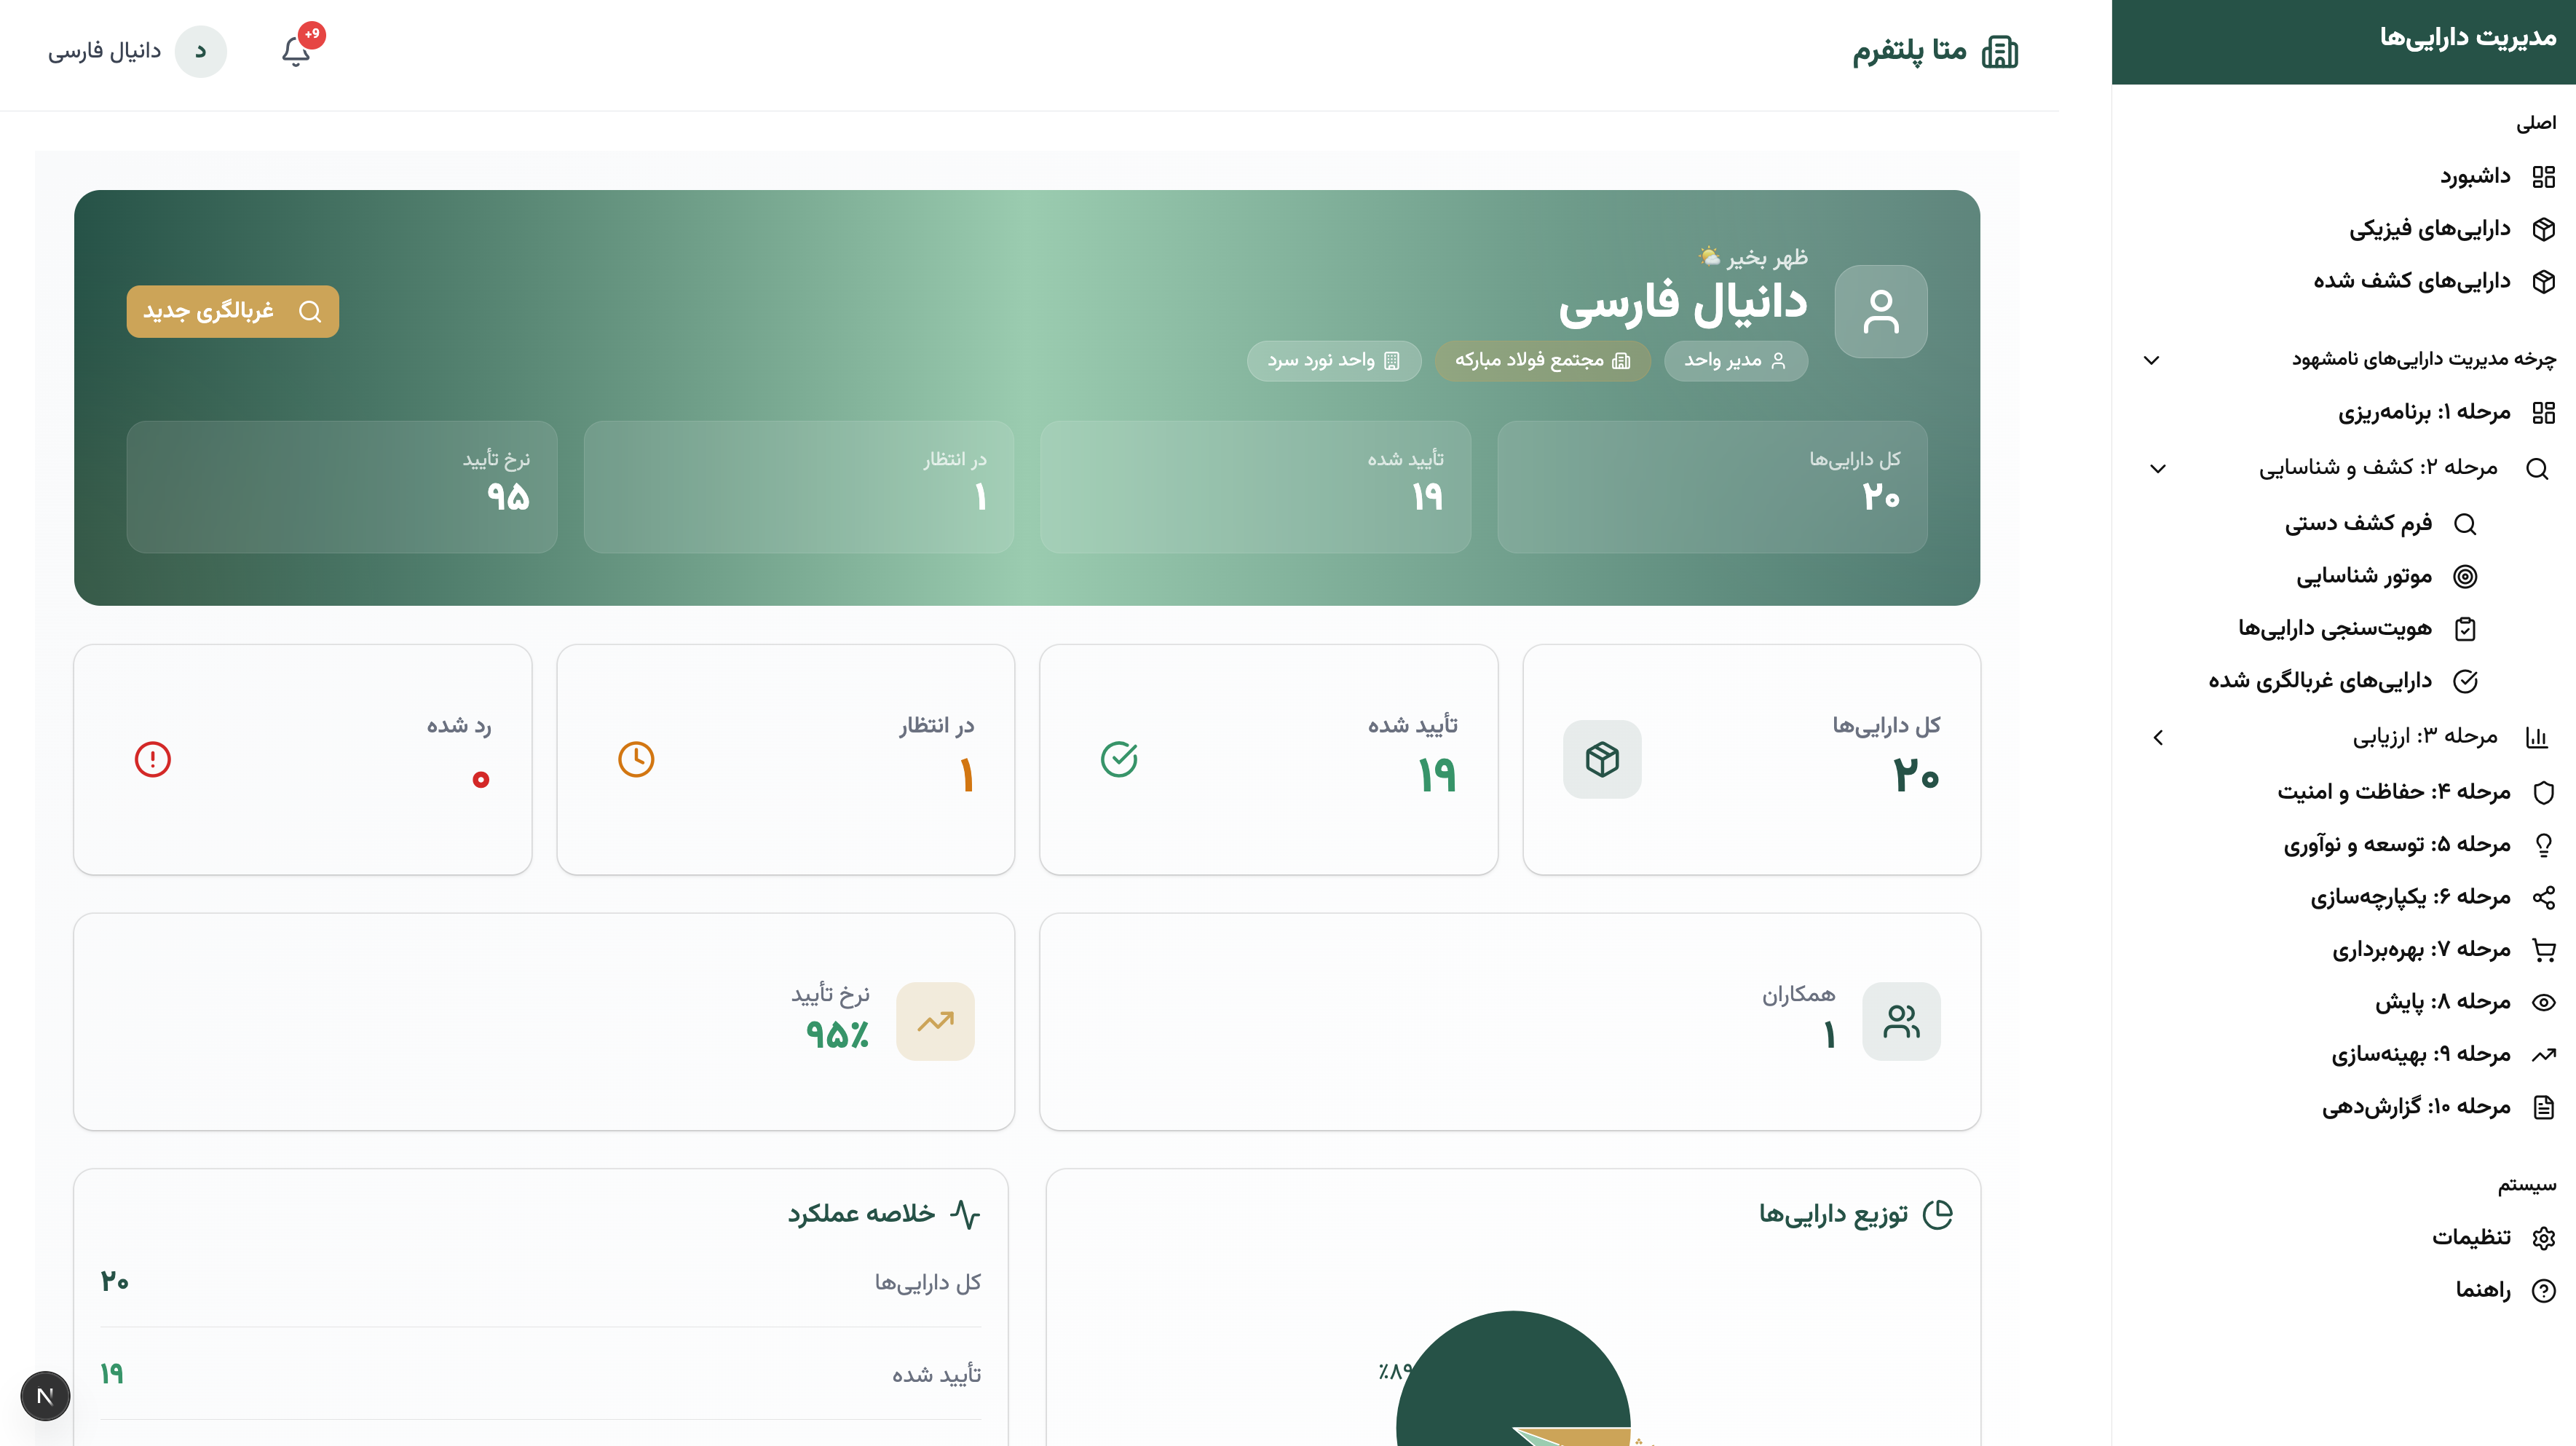 مدیریت دارایی‌ها
اصلی
داشبورد
دارایی‌های فیزیکی
دارایی‌های کشف شده
چرخه مدیریت دارایی‌های نامشهود
مرحله ۱: برنامه‌ریزی
مرحله ۲: کشف و شناسایی
فرم کشف دستی
موتور شناسایی
هویت‌سنجی دارایی‌ها
دارایی‌های غربالگری شده
مرحله ۳: ارزیابی
مرحله ۴: حفاظت و امنیت
مرحله ۵: توسعه و نوآوری
مرحله ۶: یکپارچه‌سازی
مرحله ۷: بهره‌برداری
مرحله ۸: پایش
مرحله ۹: بهینه‌سازی
مرحله ۱۰: گزارش‌دهی
سیستم
تنظیمات
راهنما
متا پلتفرم
۹+
د
دانیال فارسی
ظهر بخیر
دانیال فارسی
مدیر واحد
مجتمع فولاد مبارکه
واحد نورد سرد
غربالگری جدید
کل دارایی‌ها
۲۰
تأیید شده
۱۹
در انتظار
۱
نرخ تأیید
۹۵
کل دارایی‌ها
۲۰
تأیید شده
۱۹
در انتظار
۱
رد شده
۰
همکاران
۱
نرخ تأیید
۹۵٪
توزیع دارایی‌ها
۸۹٪
خلاصه عملکرد
کل دارایی‌ها
۲۰
تأیید شده
۱۹
N